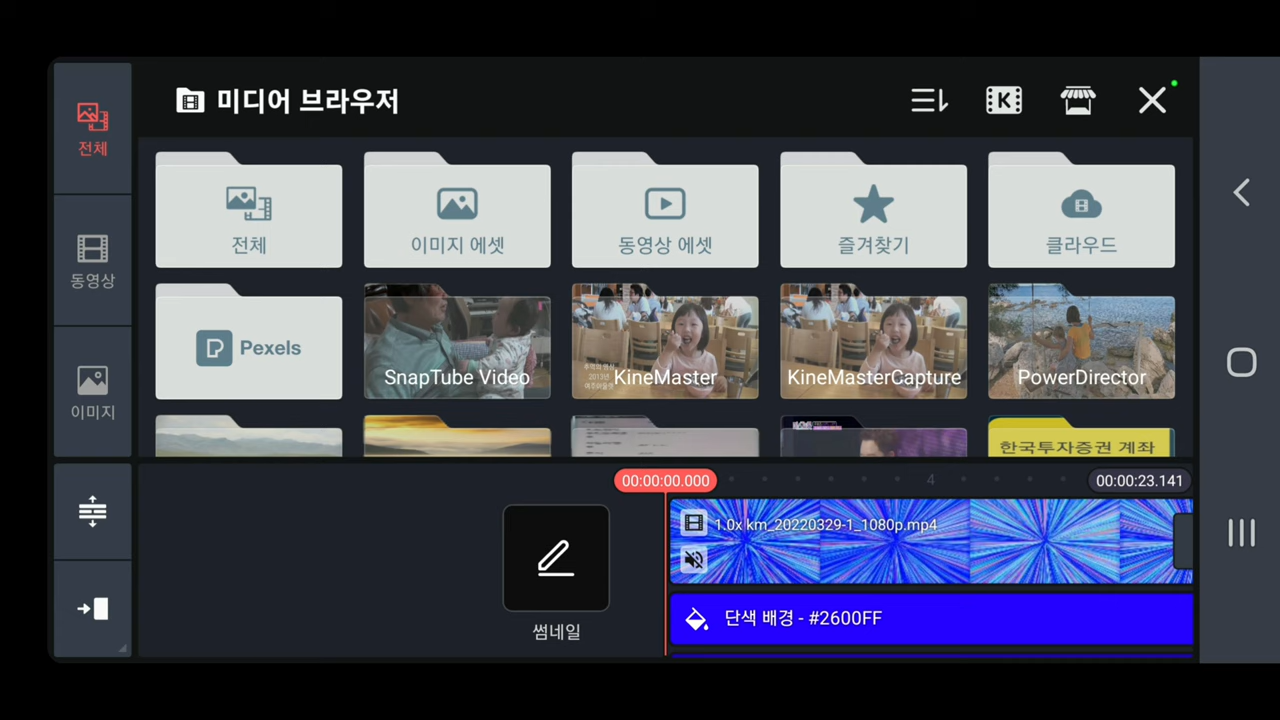 미디어 브라우저
전체
동영상
이미지
전체
이미지 에셋
동영상 에셋
즐겨찾기
클라우드
Pexels
SnapTube Video
KineMaster
KineMasterCapture
PowerDirector
한국투자증권 계좌
00:00:00.000
4
00:00:23.141
1.0x km_20220329-1_1080p.mp4
단색 배경 - #2600FF
썸네일